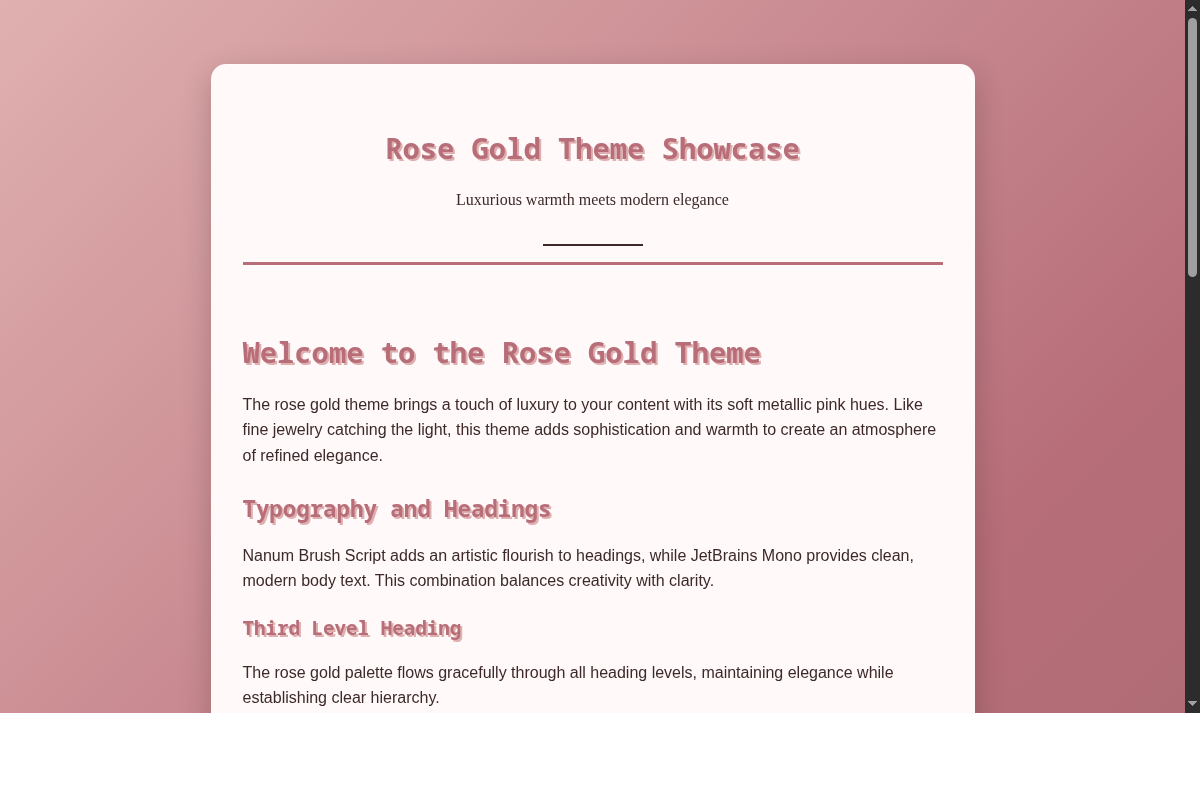 Rose Gold Theme Showcase
Luxurious warmth meets modern elegance
Welcome to the Rose Gold Theme
The rose gold theme brings a touch of luxury to your content with its soft metallic pink hues. Like
fine jewelry catching the light, this theme adds sophistication and warmth to create an atmosphere
of refined elegance.
Typography and Headings
Nanum Brush Script adds an artistic flourish to headings, while JetBrains Mono provides clean,
modern body text. This combination balances creativity with clarity.
Third Level Heading
The rose gold palette flows gracefully through all heading levels, maintaining elegance while
establishing clear hierarchy.